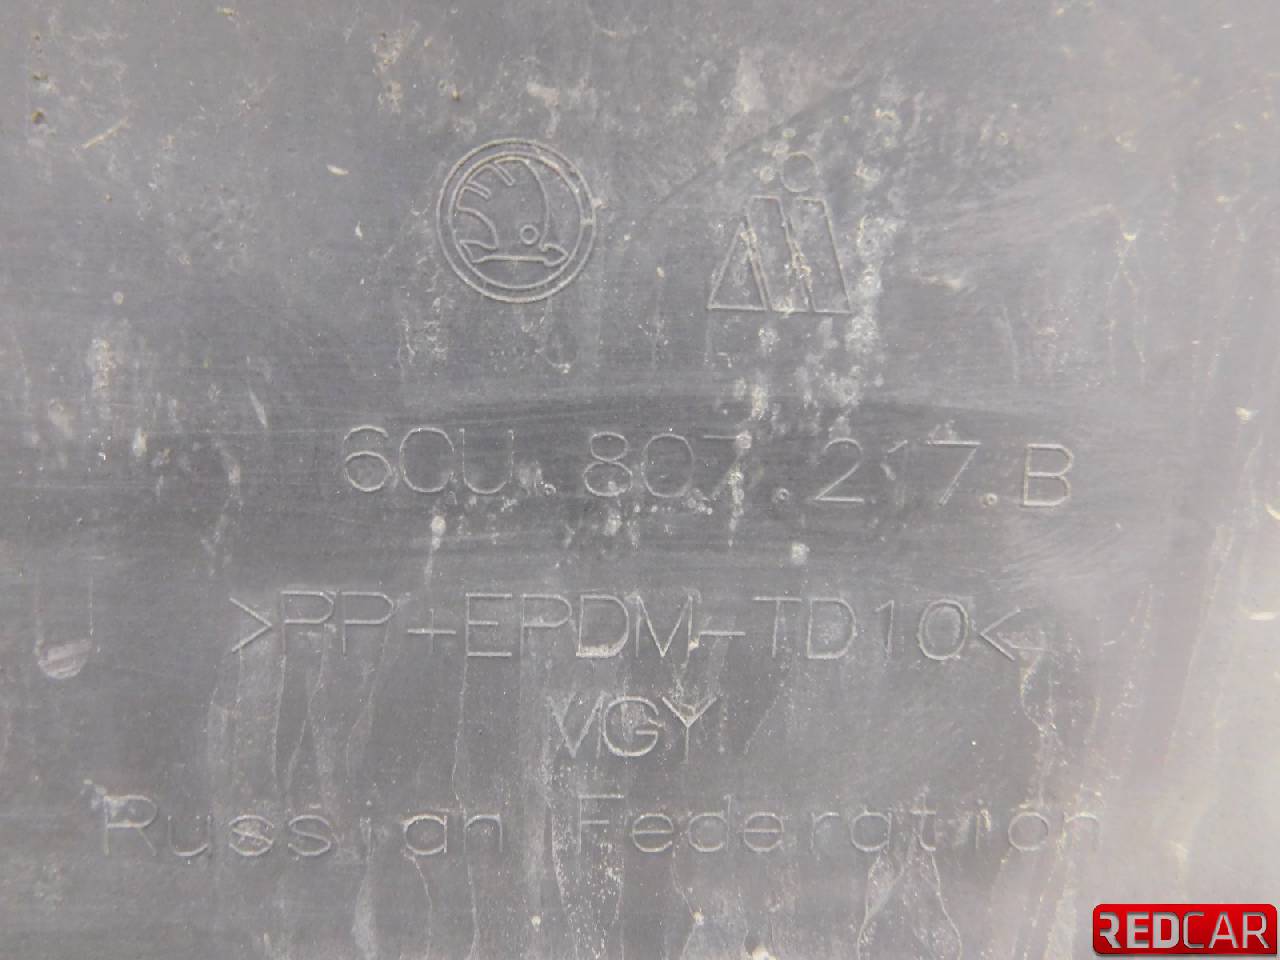 6CU.807.217.B
>PP+EPDM-TD10<
VGY
Russian Federation
REDCAR